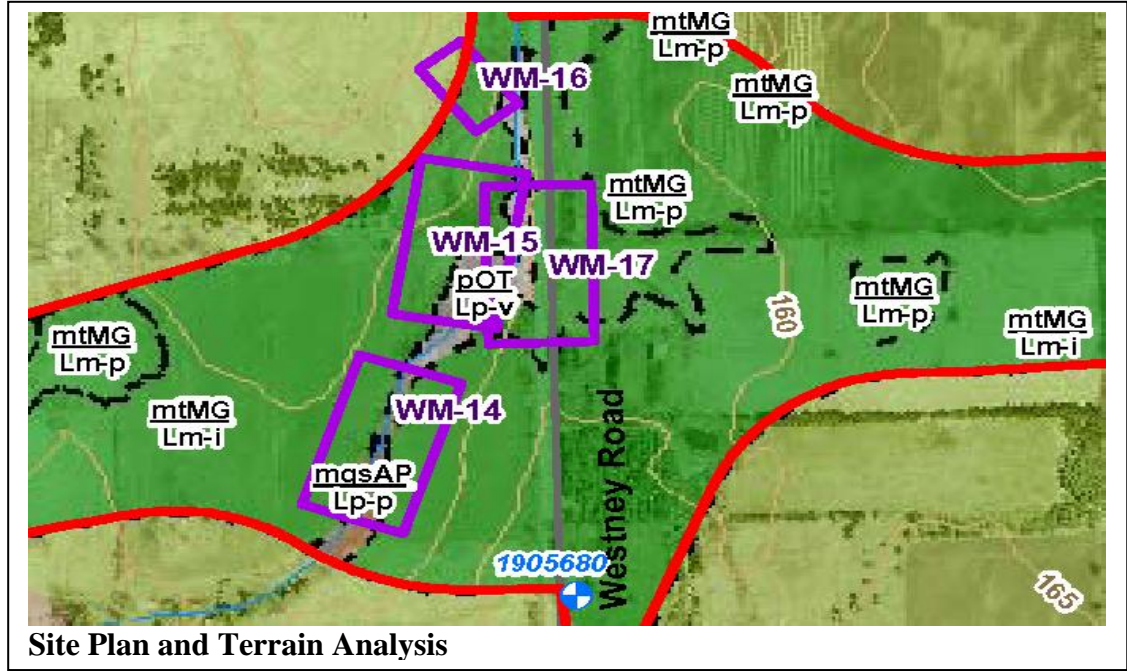 mtMG
Lm-p
WM-16
mtMG
Lm-p
mtMG
Lm-p
WM-15
WM-17
pOT
Lp-v
mtMG
Lm-p
160
mtMG
Lm-i
mtMG
Lm-p
mtMG
Lm-i
WM-14
mgsAP
Lp-p
Westney Road
1905680
165
Site Plan and Terrain Analysis